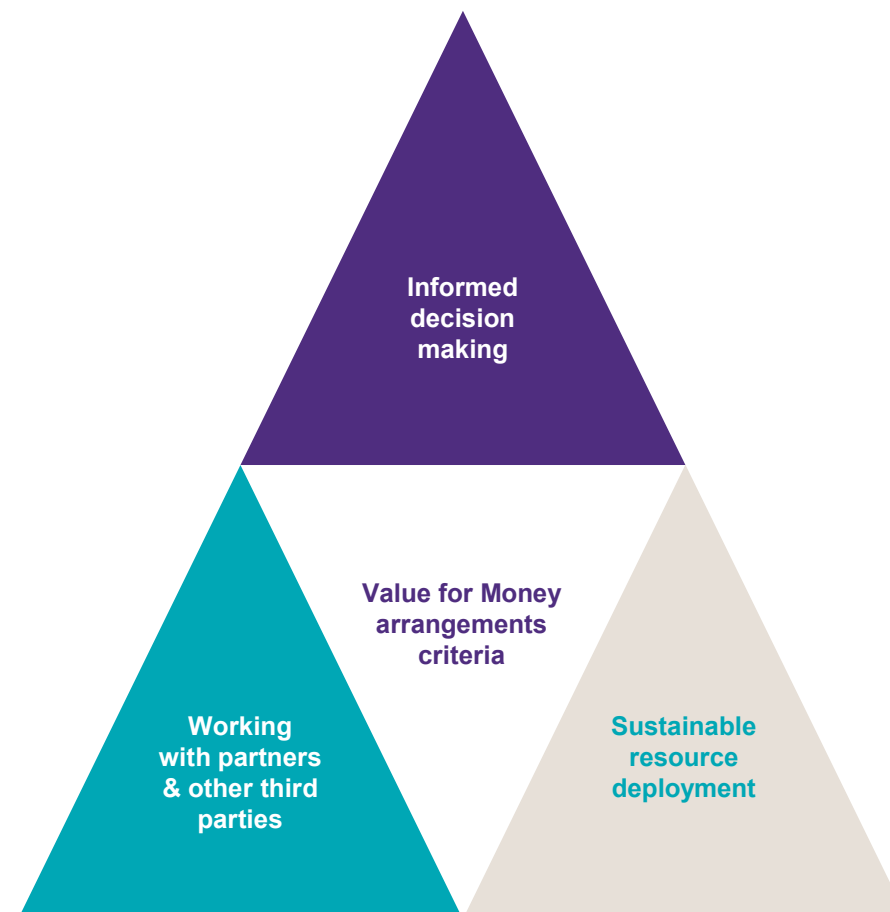 Informed
decision
making
Value for Money
arrangements
criteria
Working
with partners
& other third
parties
Sustainable
resource
deployment